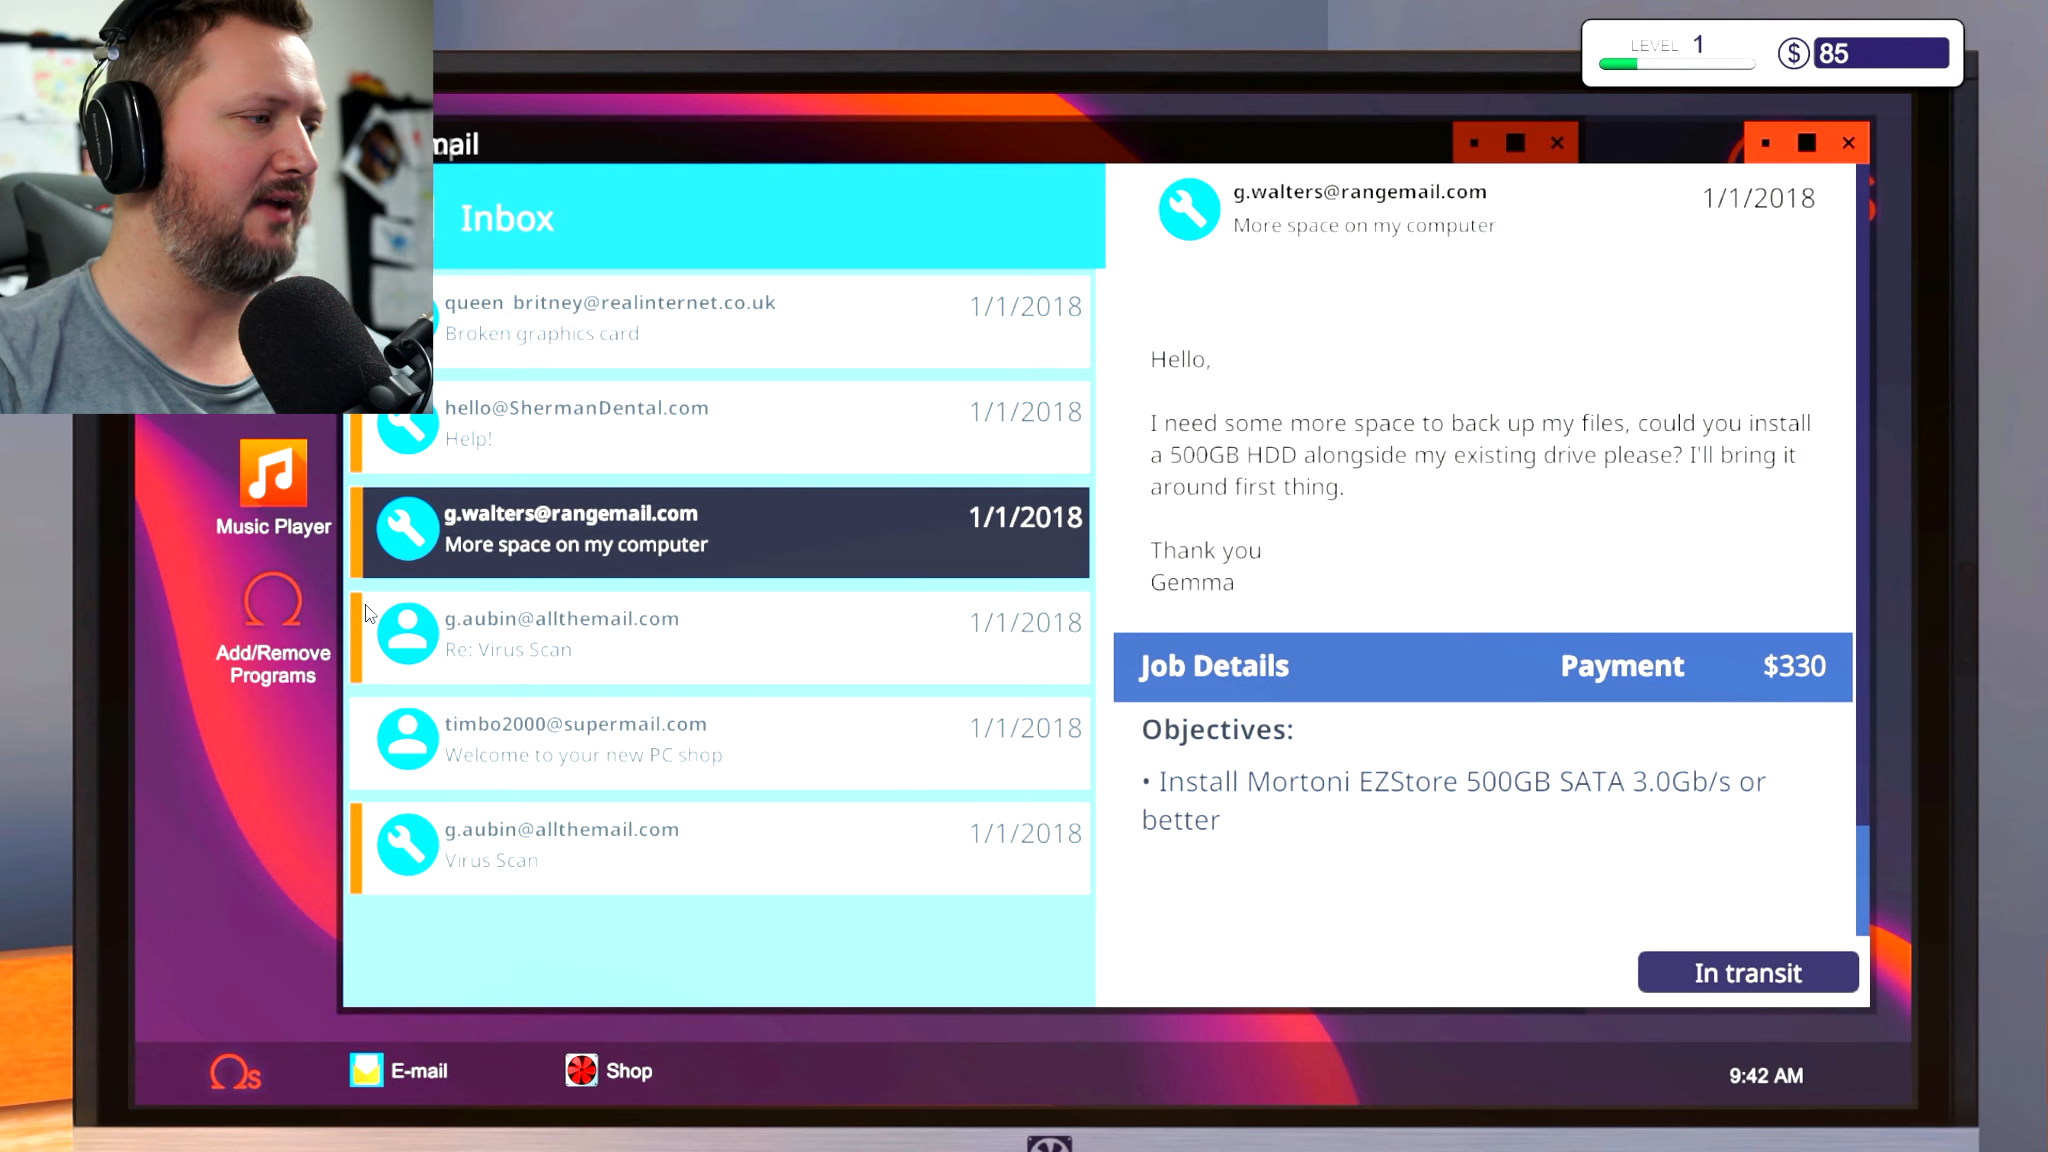 LEVEL 1
$ 85
mail
Inbox
queen_britney@realinternet.co.uk
1/1/2018
Broken graphics card
hello@ShermanDental.com
1/1/2018
Help!
g.walters@rangemail.com
1/1/2018
More space on my computer
g.aubin@allthemail.com
1/1/2018
Re: Virus Scan
timbo2000@supermail.com
1/1/2018
Welcome to your new PC shop
g.aubin@allthemail.com
1/1/2018
Virus Scan
g.walters@rangemail.com
1/1/2018
More space on my computer
Hello,
I need some more space to back up my files, could you install
a 500GB HDD alongside my existing drive please? I'll bring it
around first thing.
Thank you
Gemma
Job Details Payment $330
Objectives:
• Install Mortoni EZStore 500GB SATA 3.0Gb/s or
better
In transit
Music Player
Add/Remove
Programs
Ωs
E-mail
Shop
9:42 AM